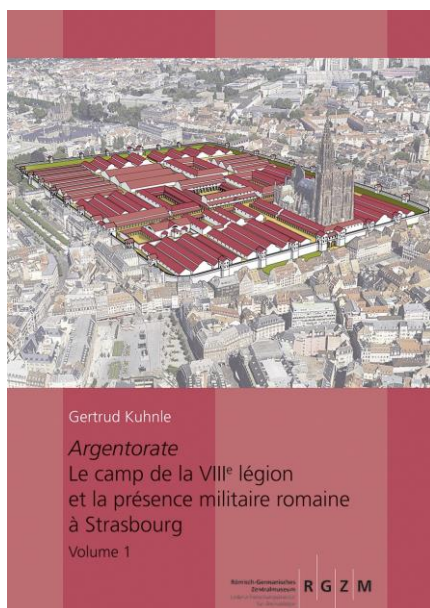 Gertrud Kuhnle
Argentorate
Le camp de la VIIIᵉ légion
et la présence militaire romaine
à Strasbourg
Volume 1
Römisch-Germanisches
Zentralmuseum
R G Z M